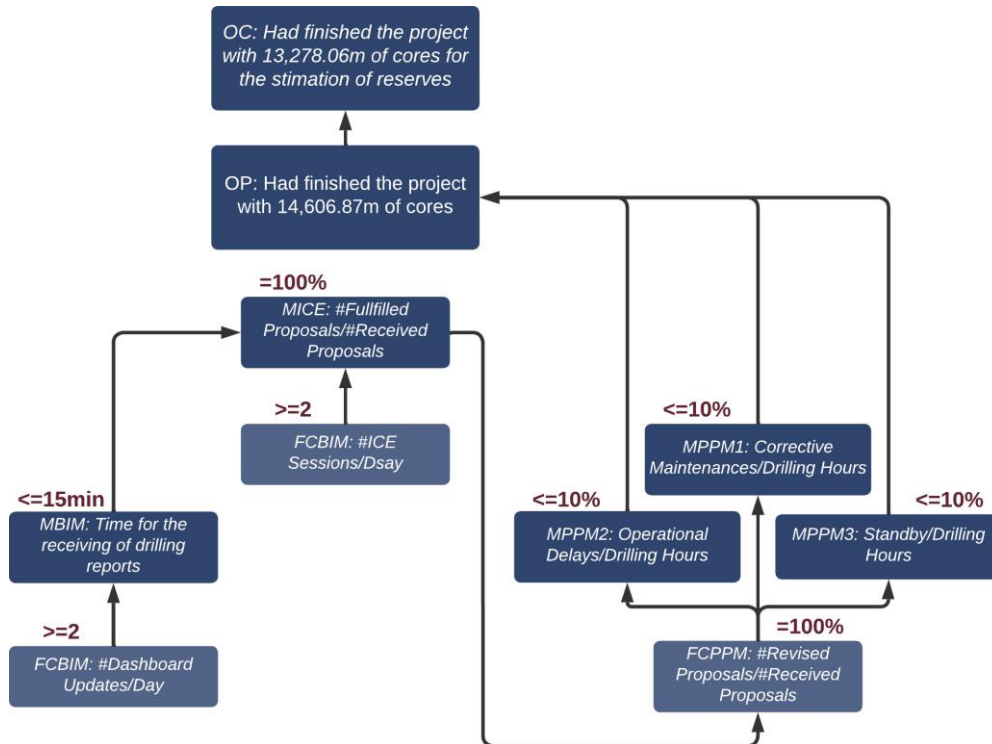 OC: Had finished the project
with 13,278.06m of cores for
the stimation of reserves
OP: Had finished the project
with 14,606.87m of cores
=100%
MICE: #Fullfilled
Proposals/#Received
Proposals
>=2
FCBIM: #ICE
Sessions/Dsay
<=10%
MPPM1: Corrective
Maintenances/Drilling Hours
<=15min
MBIM: Time for the
receiving of drilling
reports
<=10%
MPPM2: Operational
Delays/Drilling Hours
<=10%
MPPM3: Standby/Drilling
Hours
>=2
FCBIM: #Dashboard
Updates/Day
=100%
FCPPM: #Revised
Proposals/#Received
Proposals